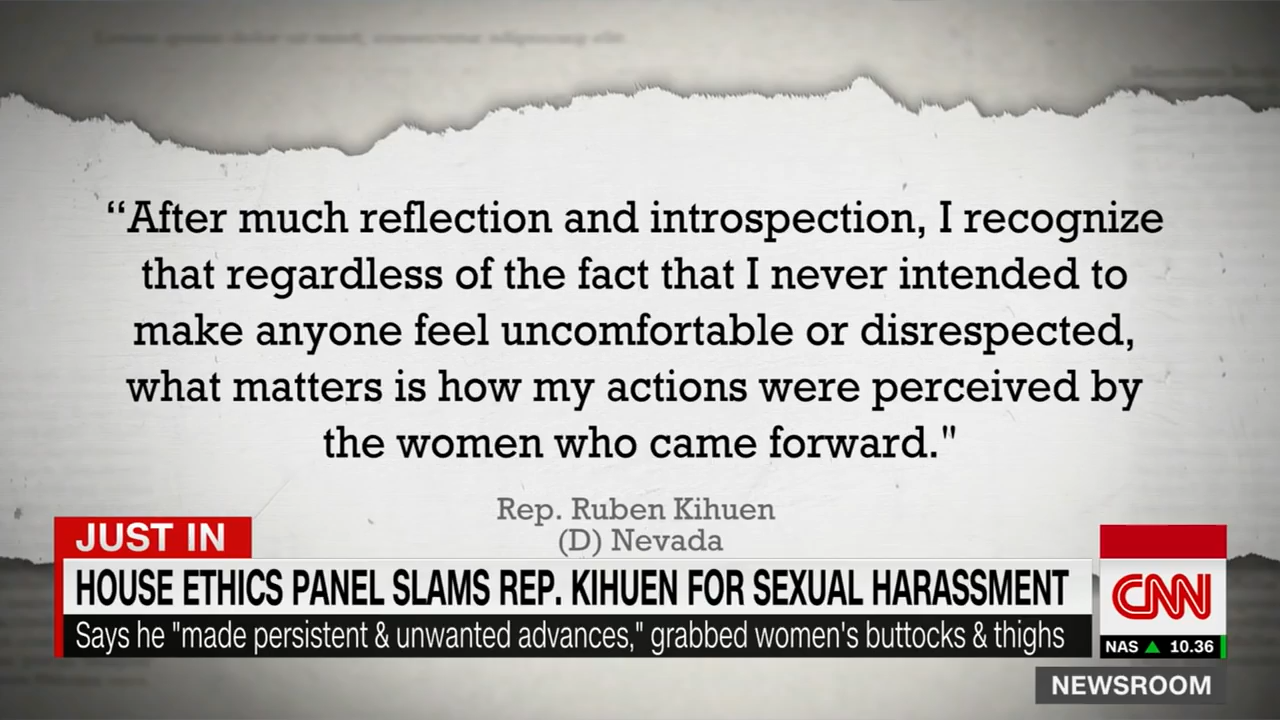 “After much reflection and introspection, I recognize
that regardless of the fact that I never intended to
make anyone feel uncomfortable or disrespected,
what matters is how my actions were perceived by
the women who came forward."
Rep. Ruben Kihuen
(D) Nevada
JUST IN
HOUSE ETHICS PANEL SLAMS REP. KIHUEN FOR SEXUAL HARASSMENT
Says he "made persistent & unwanted advances," grabbed women's buttocks & thighs
CNN
NAS ▲ 10.36
NEWSROOM